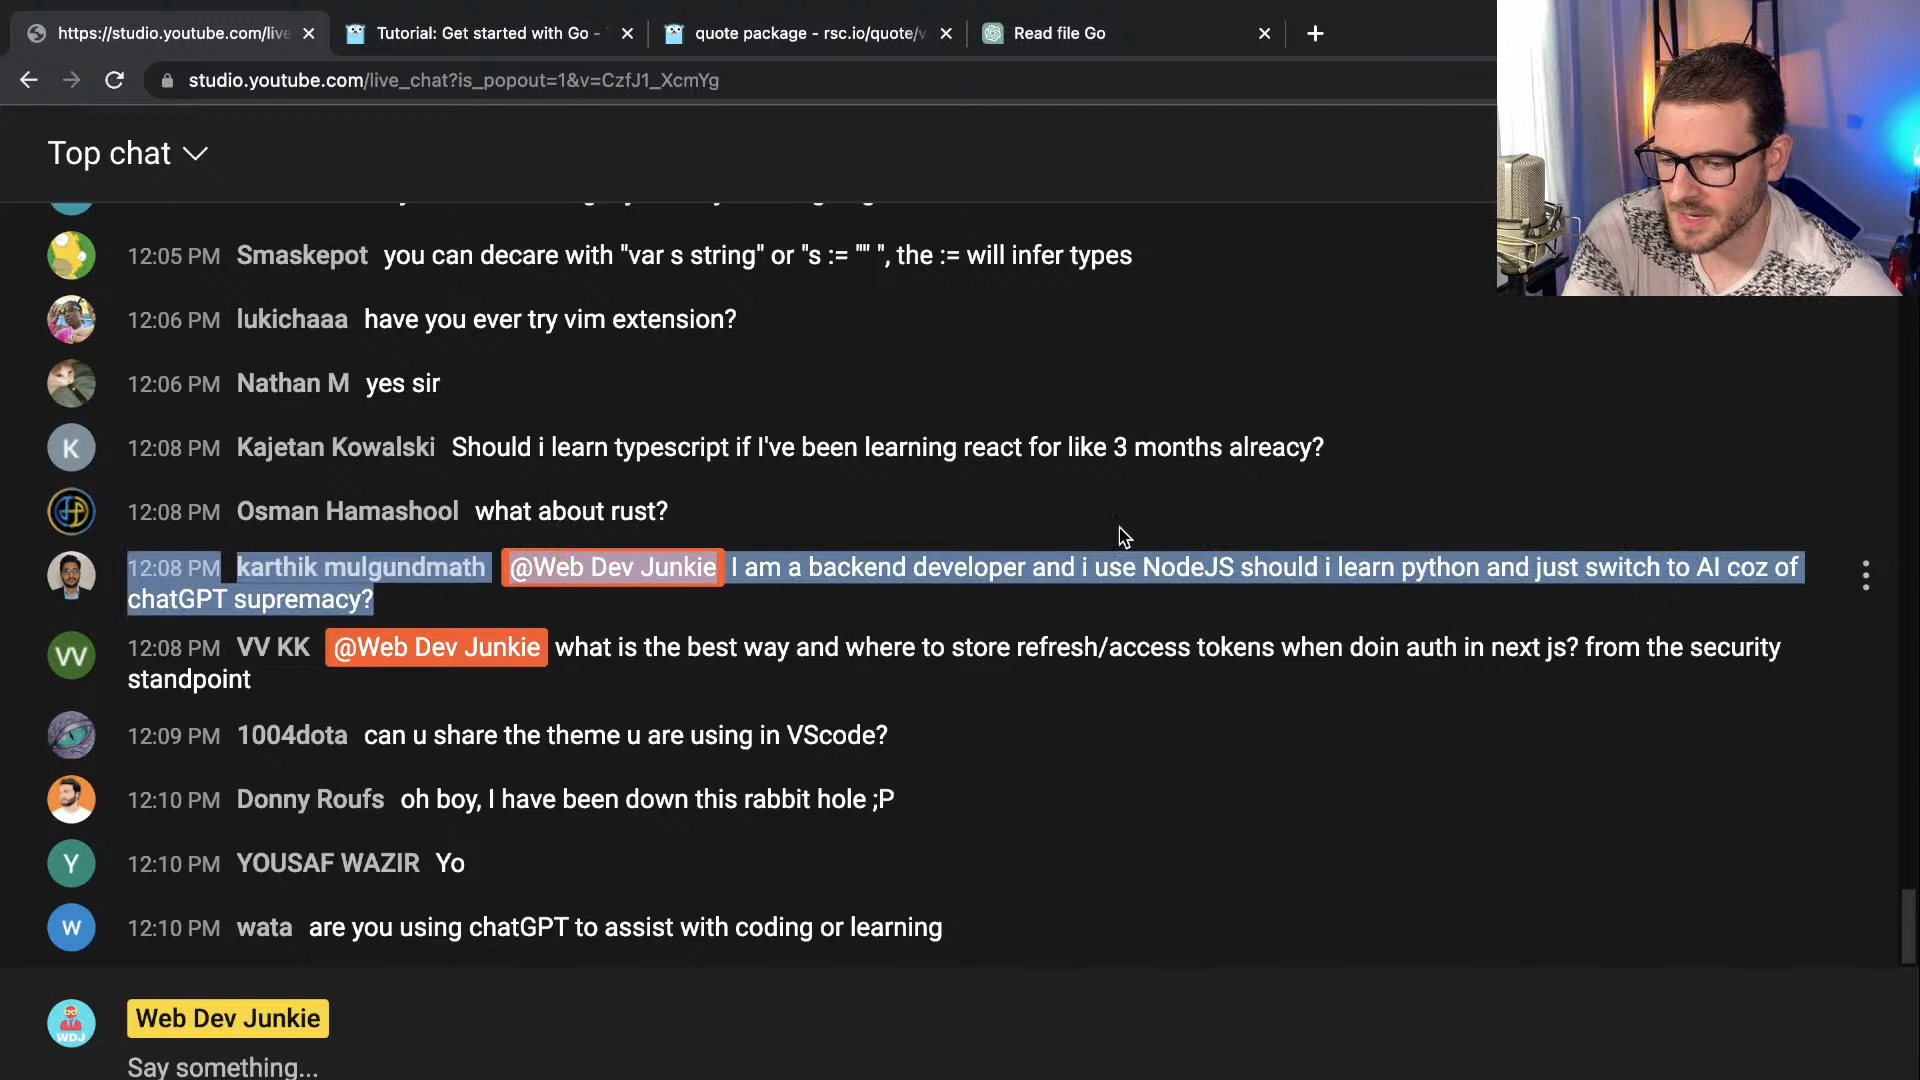 https://studio.youtube.com/live
Tutorial: Get started with Go -
quote package - rsc.io/quote/v
Read file Go
studio.youtube.com/live_chat?is_popout=1&v=CzfJ1_XcmYg
Top chat
12:05 PM Smaskepot you can decare with "var s string" or "s := "" ", the := will infer types
12:06 PM lukichaaa have you ever try vim extension?
12:06 PM Nathan M yes sir
K 12:08 PM Kajetan Kowalski Should i learn typescript if I've been learning react for like 3 months alreacy?
12:08 PM Osman Hamashool what about rust?
12:08 PM karthik mulgundmath @Web Dev Junkie I am a backend developer and i use NodeJS should i learn python and just switch to AI coz of
chatGPT supremacy?
VV 12:08 PM VV KK @Web Dev Junkie what is the best way and where to store refresh/access tokens when doin auth in next js? from the security
standpoint
12:09 PM 1004dota can u share the theme u are using in VScode?
12:10 PM Donny Roufs oh boy, I have been down this rabbit hole ;P
Y 12:10 PM YOUSAF WAZIR Yo
W 12:10 PM wata are you using chatGPT to assist with coding or learning
WDJ Web Dev Junkie
Say something...